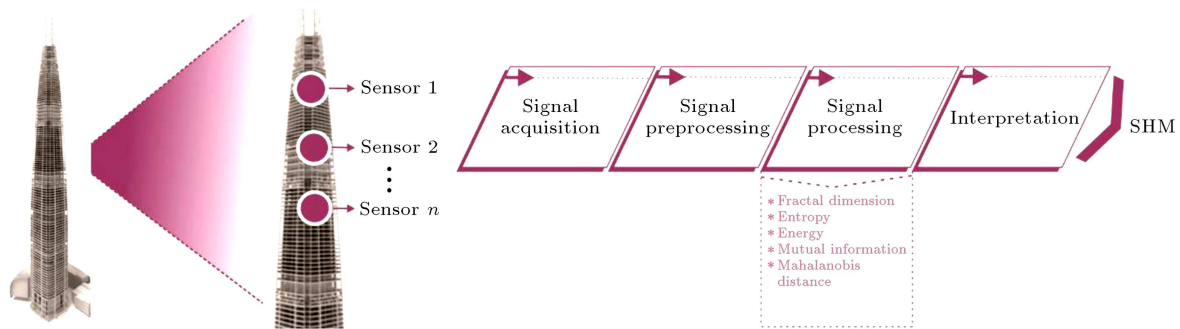 Sensor 1
Sensor 2
Sensor n
Signal
acquisition
Signal
preprocessing
Signal
processing
Interpretation
SHM
* Fractal dimension
* Entropy
* Energy
* Mutual information
* Mahalanobis
distance